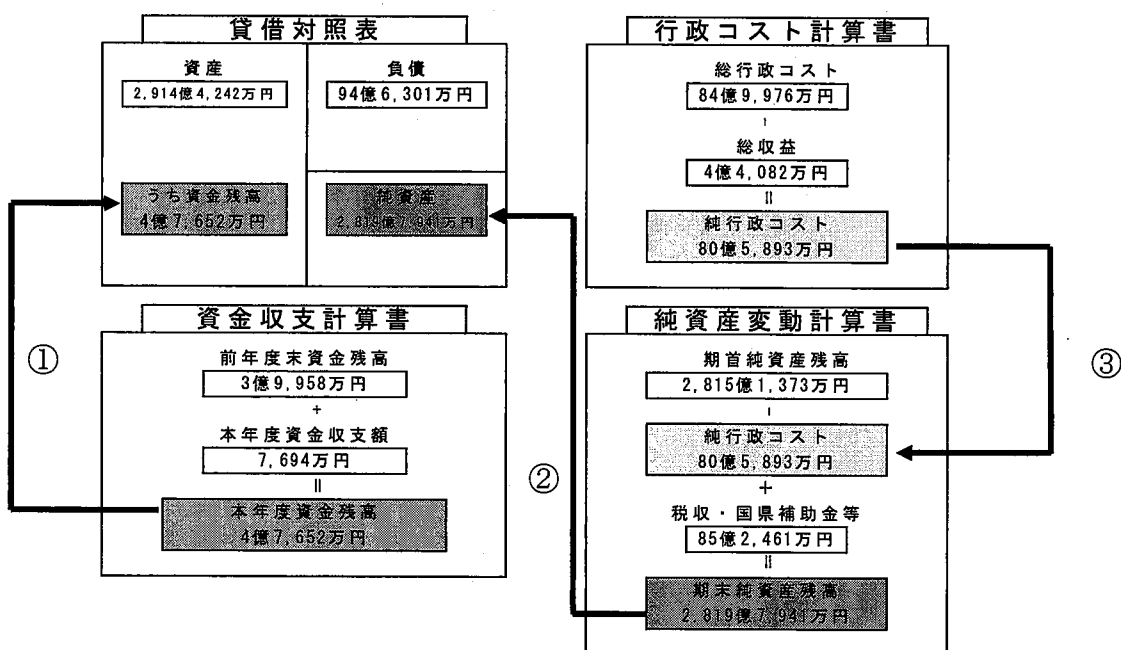 貸借対照表
資産
2,914億4,242万円
負債
94億6,301万円
うち資金残高
4億7,652万円
純資産
2,819億7,941万円
行政コスト計算書
総行政コスト
84億9,976万円
-
総収益
4億4,082万円
=
純行政コスト
80億5,893万円
①
資金収支計算書
前年度末資金残高
3億9,958万円
+
本年度資金収支額
7,694万円
=
本年度資金残高
4億7,652万円
②
純資産変動計算書
期首純資産残高
2,815億1,373万円
-
純行政コスト
80億5,893万円
+
税収・国県補助金等
85億2,461万円
=
期末純資産残高
2,819億7,941万円
③